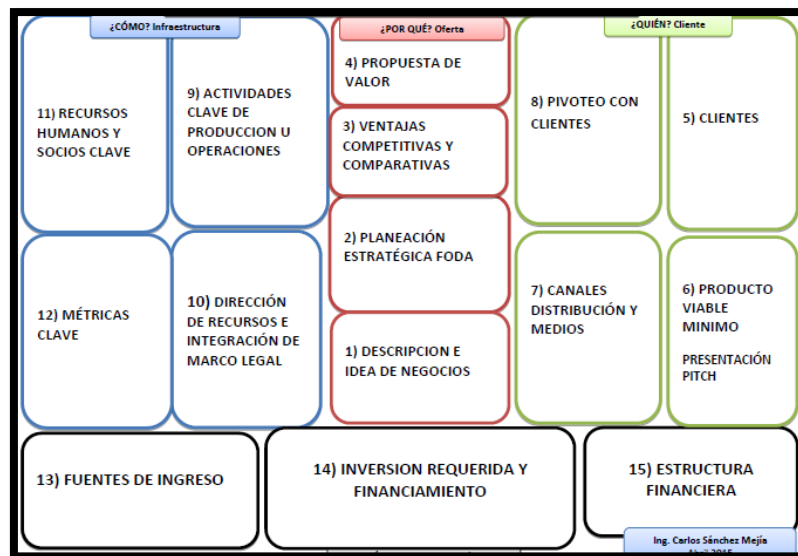 ¿CÓMO? Infraestructura
¿POR QUÉ? Oferta
¿QUIÉN? Cliente
11) RECURSOS
HUMANOS Y
SOCIOS CLAVE
9) ACTIVIDADES
CLAVE DE
PRODUCCION U
OPERACIONES
4) PROPUESTA DE
VALOR
3) VENTAJAS
COMPETITIVAS Y
COMPARATIVAS
8) PIVOTEO CON
CLIENTES
5) CLIENTES
12) MÉTRICAS
CLAVE
10) DIRECCIÓN
DE RECURSOS E
INTEGRACIÓN DE
MARCO LEGAL
2) PLANEACIÓN
ESTRATÉGICA FODA
1) DESCRIPCION E
IDEA DE NEGOCIOS
7) CANALES
DISTRIBUCIÓN Y
MEDIOS
6) PRODUCTO
VIABLE
MINIMO
PRESENTACIÓN
PITCH
13) FUENTES DE INGRESO
14) INVERSION REQUERIDA Y
FINANCIAMIENTO
15) ESTRUCTURA
FINANCIERA
Ing. Carlos Sánchez Mejía
Abril 2015